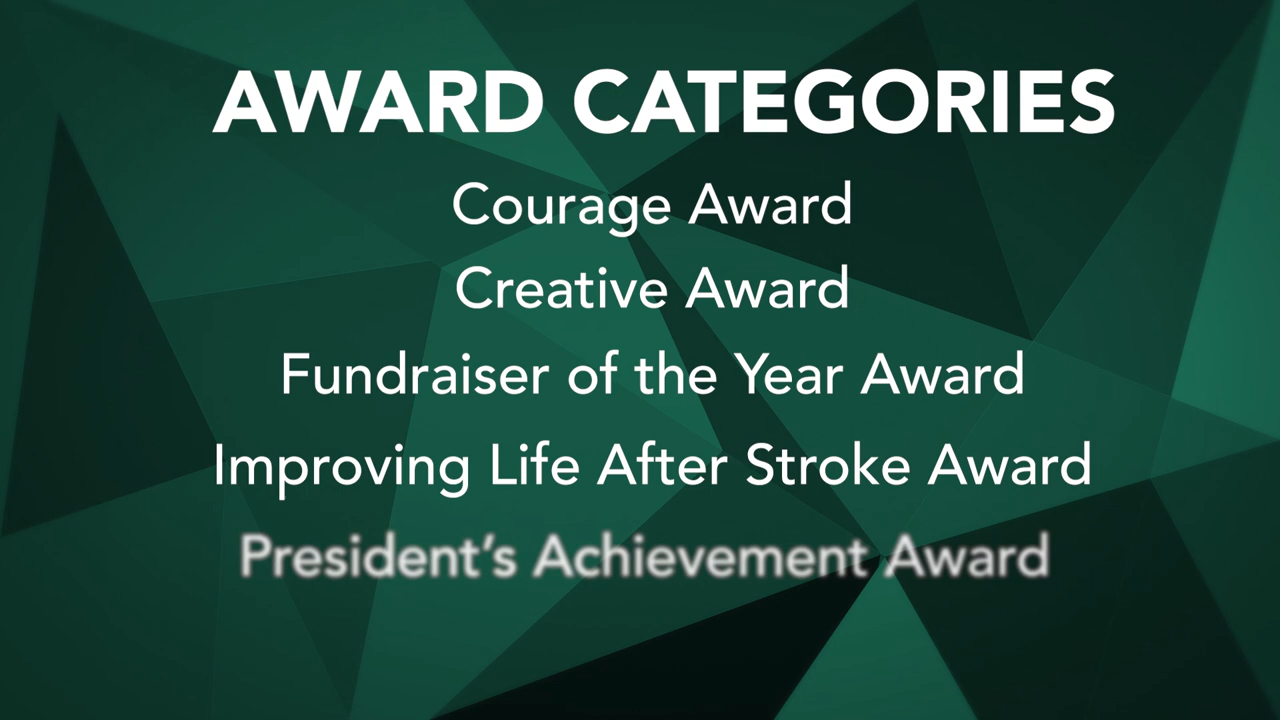 AWARD CATEGORIES
Courage Award
Creative Award
Fundraiser of the Year Award
Improving Life After Stroke Award
President’s Achievement Award